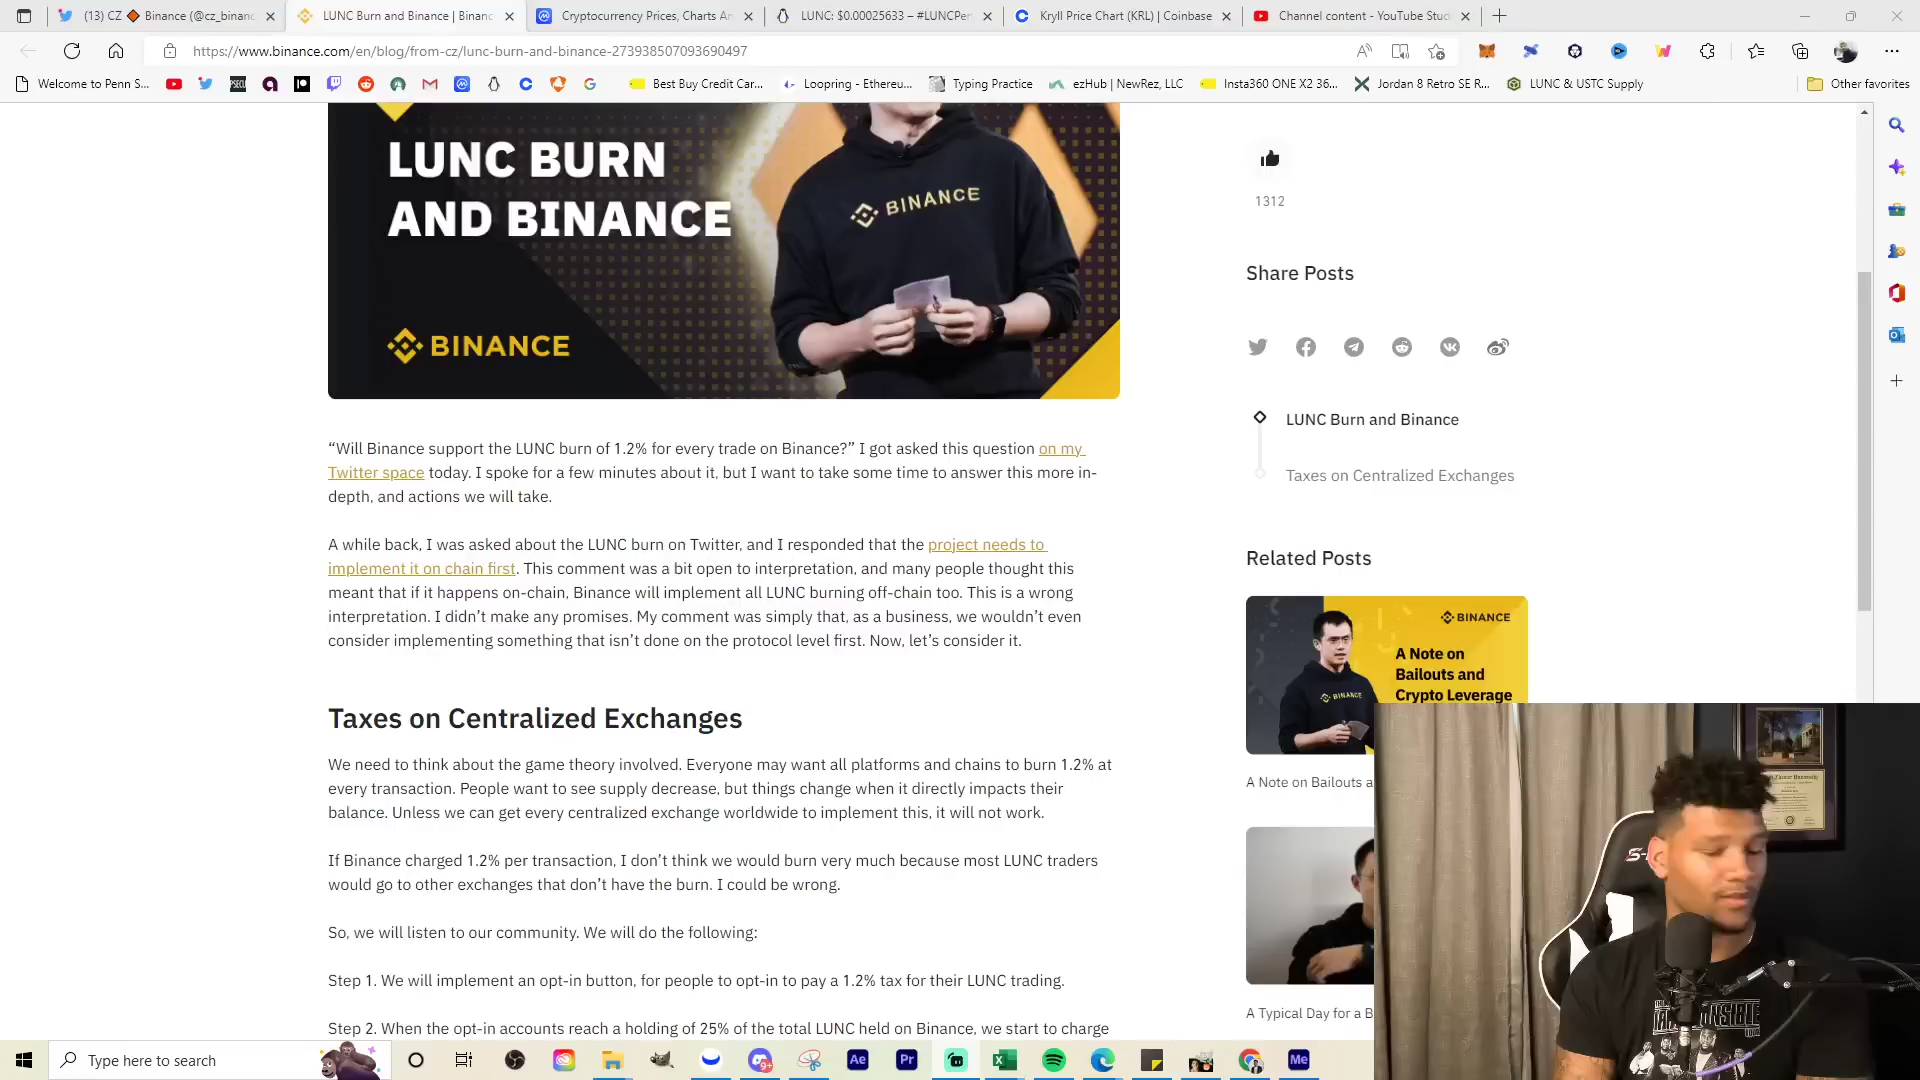 (13) CZ 🔶 Binance (@cz_binanc
LUNC Burn and Binance | Binanc
Cryptocurrency Prices, Charts An
LUNC: $0.00025633 – #LUNCPen
Kryll Price Chart (KRL) | Coinbase
Channel content - YouTube Stud
https://www.binance.com/en/blog/from-cz/lunc-burn-and-binance-273938507093690497
Welcome to Penn S...
Best Buy Credit Car...
Loopring - Ethereu...
Typing Practice
ezHub | NewRez, LLC
Insta360 ONE X2 36...
Jordan 8 Retro SE R...
LUNC & USTC Supply
Other favorites
LUNC BURN
AND BINANCE
BINANCE
BINANCE
“Will Binance support the LUNC burn of 1.2% for every trade on Binance?” I got asked this question on my
Twitter space today. I spoke for a few minutes about it, but I want to take some time to answer this more in-
depth, and actions we will take.
A while back, I was asked about the LUNC burn on Twitter, and I responded that the project needs to
implement it on chain first. This comment was a bit open to interpretation, and many people thought this
meant that if it happens on-chain, Binance will implement all LUNC burning off-chain too. This is a wrong
interpretation. I didn’t make any promises. My comment was simply that, as a business, we wouldn’t even
consider implementing something that isn’t done on the protocol level first. Now, let’s consider it.
Taxes on Centralized Exchanges
We need to think about the game theory involved. Everyone may want all platforms and chains to burn 1.2% at
every transaction. People want to see supply decrease, but things change when it directly impacts their
balance. Unless we can get every centralized exchange worldwide to implement this, it will not work.
If Binance charged 1.2% per transaction, I don’t think we would burn very much because most LUNC traders
would go to other exchanges that don’t have the burn. I could be wrong.
So, we will listen to our community. We will do the following:
Step 1. We will implement an opt-in button, for people to opt-in to pay a 1.2% tax for their LUNC trading.
Step 2. When the opt-in accounts reach a holding of 25% of the total LUNC held on Binance, we start to charge
1312
Share Posts
LUNC Burn and Binance
Taxes on Centralized Exchanges
Related Posts
BINANCE
A Note on
Bailouts and
Crypto Leverage
BINANCE
A Note on Bailouts a
A Typical Day for a B
Type here to search